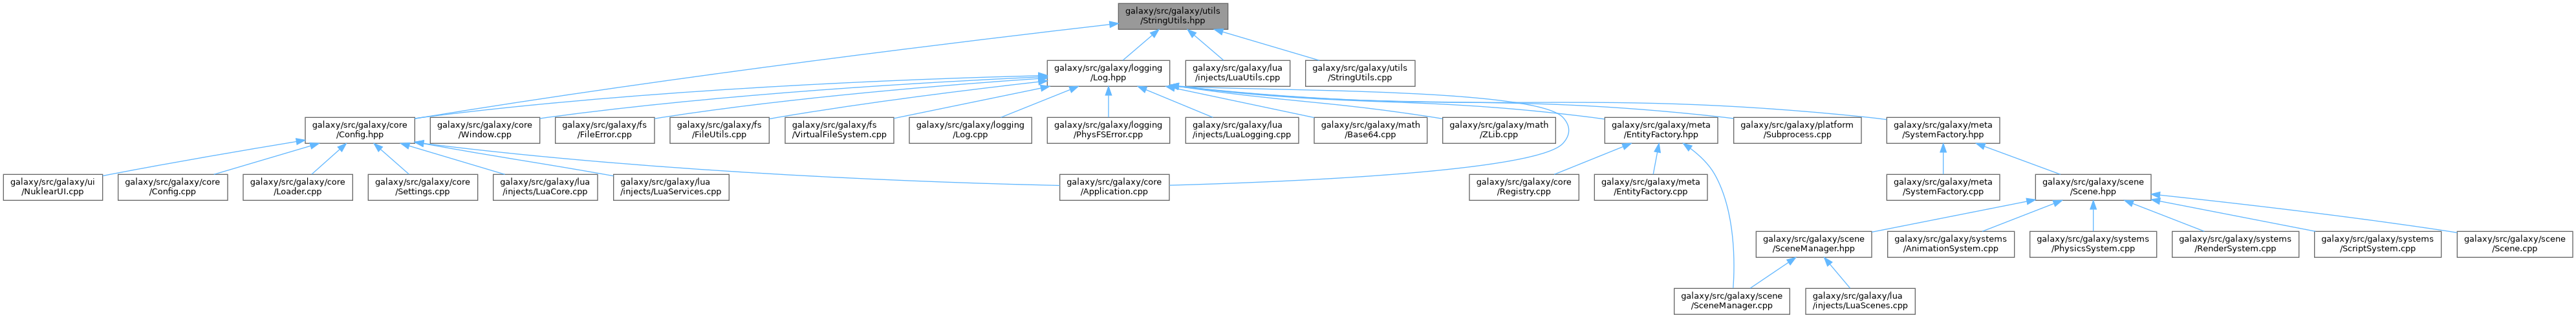 galaxy/src/galaxy/utils
/StringUtils.hpp
galaxy/src/galaxy/logging
/Log.hpp
galaxy/src/galaxy/lua
/injects/LuaUtils.cpp
galaxy/src/galaxy/utils
/StringUtils.cpp
galaxy/src/galaxy/core
/Config.hpp
galaxy/src/galaxy/core
/Window.cpp
galaxy/src/galaxy/fs
/FileError.cpp
galaxy/src/galaxy/fs
/FileUtils.cpp
galaxy/src/galaxy/fs
/VirtualFileSystem.cpp
galaxy/src/galaxy/logging
/Log.cpp
galaxy/src/galaxy/logging
/PhysFSError.cpp
galaxy/src/galaxy/lua
/injects/LuaLogging.cpp
galaxy/src/galaxy/math
/Base64.cpp
galaxy/src/galaxy/math
/ZLib.cpp
galaxy/src/galaxy/meta
/EntityFactory.hpp
galaxy/src/galaxy/platform
/Subprocess.cpp
galaxy/src/galaxy/meta
/SystemFactory.hpp
galaxy/src/galaxy/ui
/NuklearUI.cpp
galaxy/src/galaxy/core
/Config.cpp
galaxy/src/galaxy/core
/Loader.cpp
galaxy/src/galaxy/core
/Settings.cpp
galaxy/src/galaxy/lua
/injects/LuaCore.cpp
galaxy/src/galaxy/lua
/injects/LuaServices.cpp
galaxy/src/galaxy/core
/Application.cpp
galaxy/src/galaxy/core
/Registry.cpp
galaxy/src/galaxy/meta
/EntityFactory.cpp
galaxy/src/galaxy/meta
/SystemFactory.cpp
galaxy/src/galaxy/scene
/Scene.hpp
galaxy/src/galaxy/scene
/SceneManager.hpp
galaxy/src/galaxy/systems
/AnimationSystem.cpp
galaxy/src/galaxy/systems
/PhysicsSystem.cpp
galaxy/src/galaxy/systems
/RenderSystem.cpp
galaxy/src/galaxy/systems
/ScriptSystem.cpp
galaxy/src/galaxy/scene
/Scene.cpp
galaxy/src/galaxy/scene
/SceneManager.cpp
galaxy/src/galaxy/lua
/injects/LuaScenes.cpp